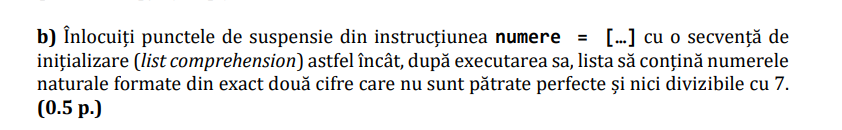 b) Înlocuiți punctele de suspensie din instrucțiunea numere = […] cu o secvență de
inițializare (list comprehension) astfel încât, după executarea sa, lista să conțină numerele
naturale formate din exact două cifre care nu sunt pătrate perfecte și nici divizibile cu 7.
(0.5 p.)